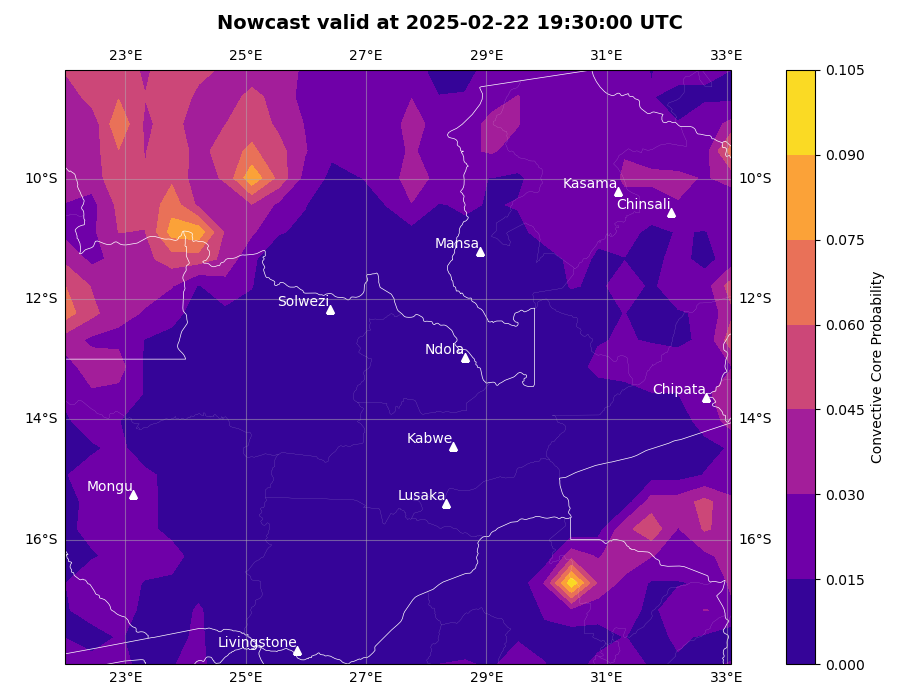 Nowcast valid at 2025-02-22 19:30:00 UTC
23°E 25°E 27°E 29°E 31°E 33°E
10°S 10°S
12°S 12°S
14°S 14°S
16°S 16°S
Kasama
Chinsali
Mansa
Solwezi
Ndola
Chipata
Kabwe
Mongu
Lusaka
Livingstone
23°E 25°E 27°E 29°E 31°E 33°E
0.105
0.090
0.075
0.060
0.045
0.030
0.015
0.000
Convective Core Probability